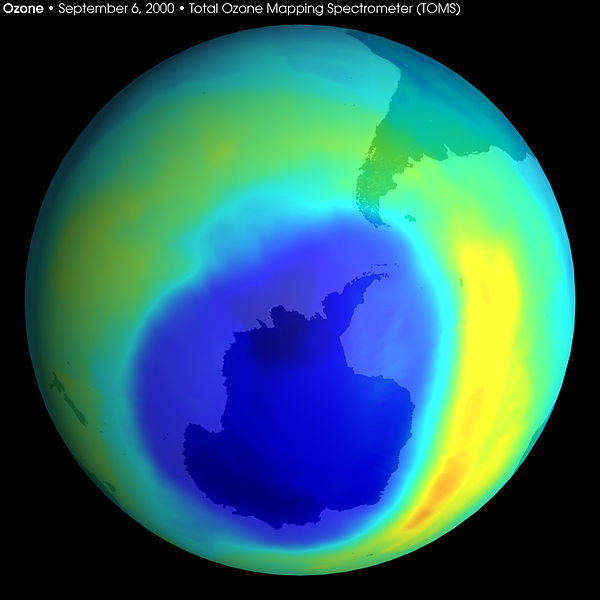 Ozone • September 6, 2000 • Total Ozone Mapping Spectrometer (TOMS)